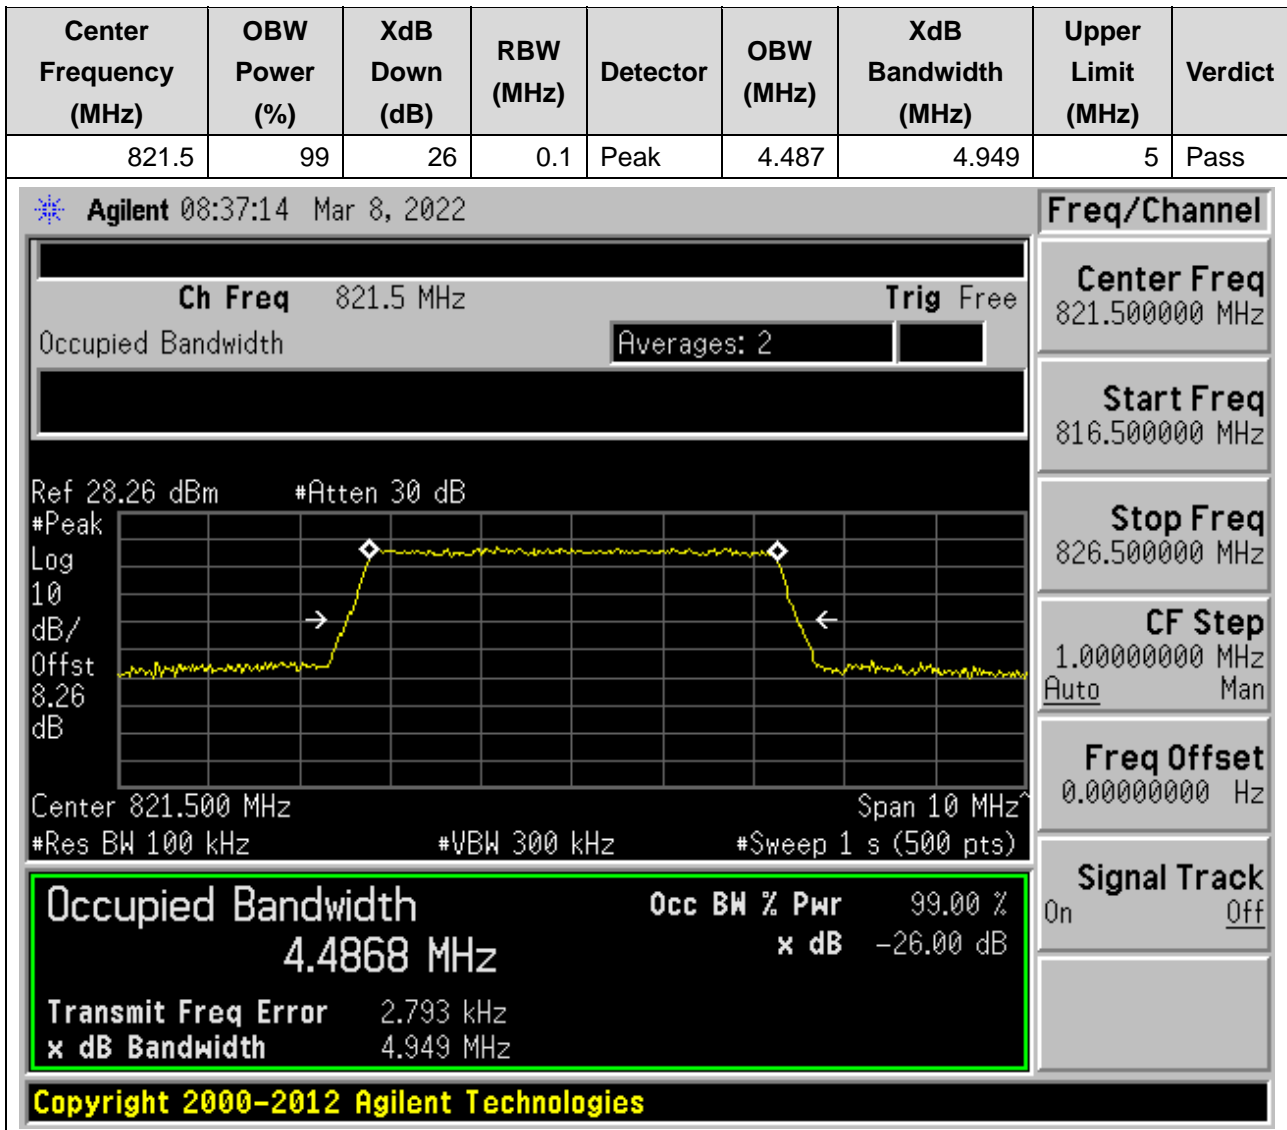 Center Frequency (MHz) OBW Power (%) XdB Down (dB) RBW (MHz) Detector OBW (MHz) XdB Bandwidth (MHz) Upper Limit (MHz) Verdict
821.5 99 26 0.1 Peak 4.487 4.949 5 Pass
Agilent 08:37:14 Mar 8, 2022
Freq/Channel
Ch Freq 821.5 MHz Trig Free
Occupied Bandwidth Averages: 2
Center Freq
821.500000 MHz
Start Freq
816.500000 MHz
Stop Freq
826.500000 MHz
CF Step
1.00000000 MHz
Auto Man
Freq Offset
0.00000000 Hz
Signal Track
On Off
Ref 28.26 dBm #Atten 30 dB
#Peak
Log
10
dB/
Offst
8.26
dB
Center 821.500 MHz Span 10 MHz^
#Res BW 100 kHz #VBW 300 kHz #Sweep 1 s (500 pts)
Occupied Bandwidth Occ BW % Pwr 99.00 %
4.4868 MHz x dB -26.00 dB
Transmit Freq Error 2.793 kHz
x dB Bandwidth 4.949 MHz
Copyright 2000-2012 Agilent Technologies